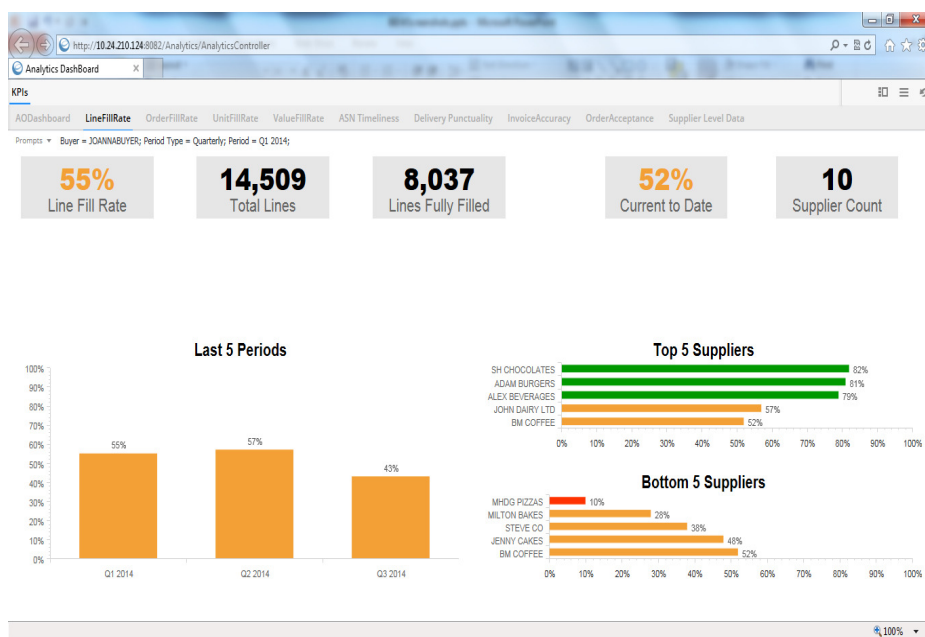 http://10.24.210.124:8082/Analytics/AnalyticsController
Analytics DashBoard
KPIs
AODashboard LineFillRate OrderFillRate UnitFillRate ValueFillRate ASN Timeliness Delivery Punctuality InvoiceAccuracy OrderAcceptance Supplier Level Data
Prompts Buyer = JOANNABUYER; Period Type = Quarterly; Period = Q1 2014;
55% 14,509 8,037 52% 10
Line Fill Rate Total Lines Lines Fully Filled Current to Date Supplier Count
Last 5 Periods
100%
90%
80%
70%
60%
50%
40%
30%
20%
10%
0%
55% 57% 43%
Q1 2014 Q2 2014 Q3 2014
Top 5 Suppliers
SH CHOCOLATES 82%
ADAM BURGERS 81%
ALEX BEVERAGES 79%
JOHN DAIRY LTD 57%
BM COFFEE 52%
0% 10% 20% 30% 40% 50% 60% 70% 80% 90% 100%
Bottom 5 Suppliers
MHDG PIZZAS 10%
MILTON BAKES 28%
STEVE CO 38%
JENNY CAKES 48%
BM COFFEE 52%
0% 10% 20% 30% 40% 50% 60% 70% 80% 90% 100%
100%